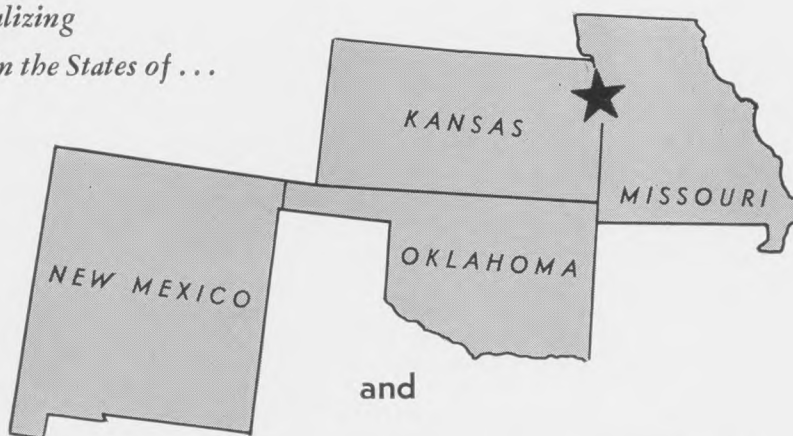 alizing
n the States of ...
KANSAS
MISSOURI
OKLAHOMA
NEW MEXICO
and